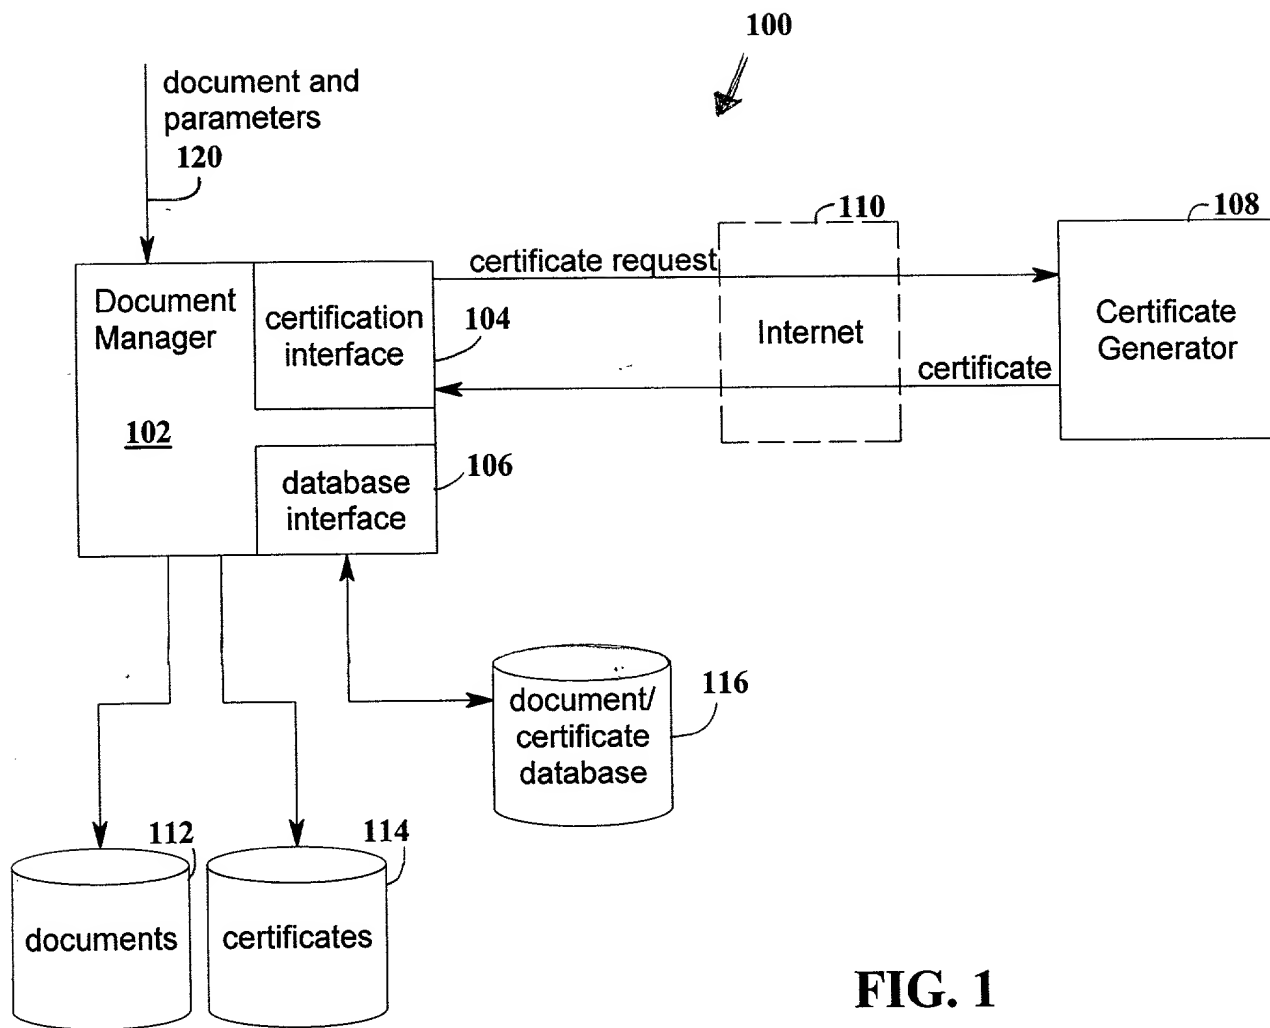 100
document and
parameters
120
110
108
certificate request
Document
Manager
certification
interface
104
Internet
Certificate
Generator
certificate
102
106
database
interface
document/
certificate
database
116
112
114
documents
certificates
FIG. 1